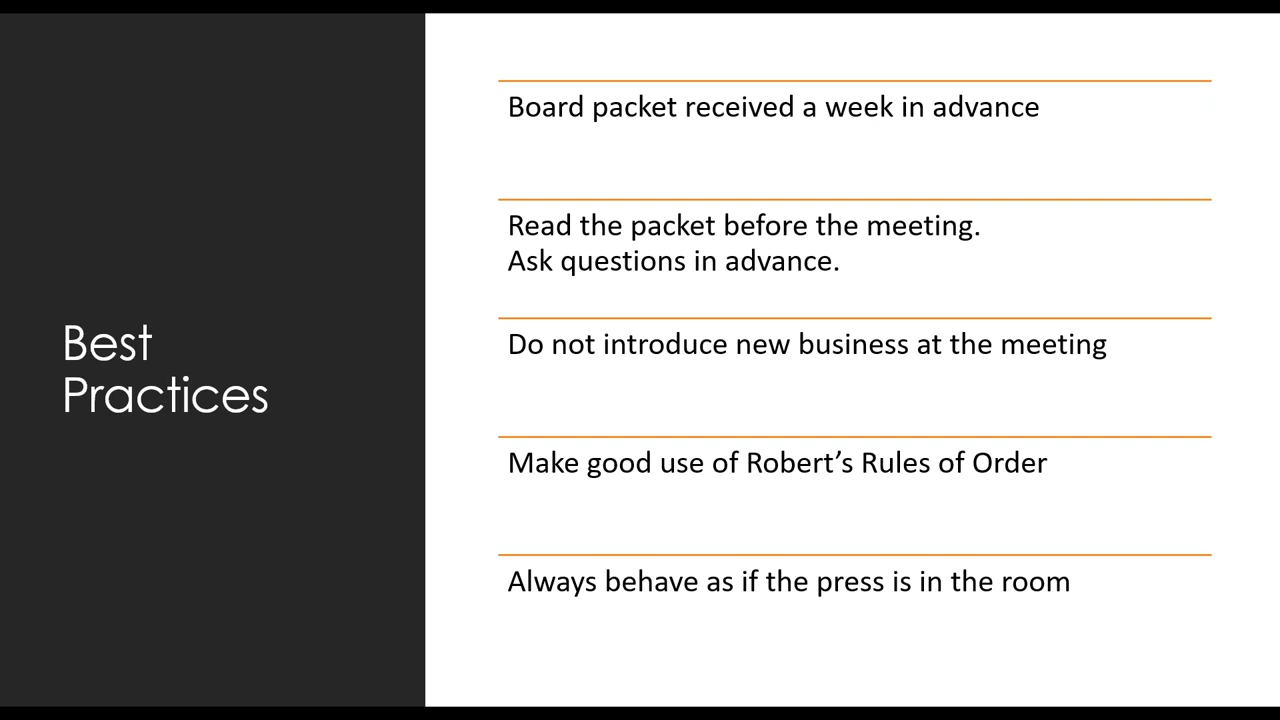 Best
Practices
Board packet received a week in advance
Read the packet before the meeting.
Ask questions in advance.
Do not introduce new business at the meeting
Make good use of Robert’s Rules of Order
Always behave as if the press is in the room